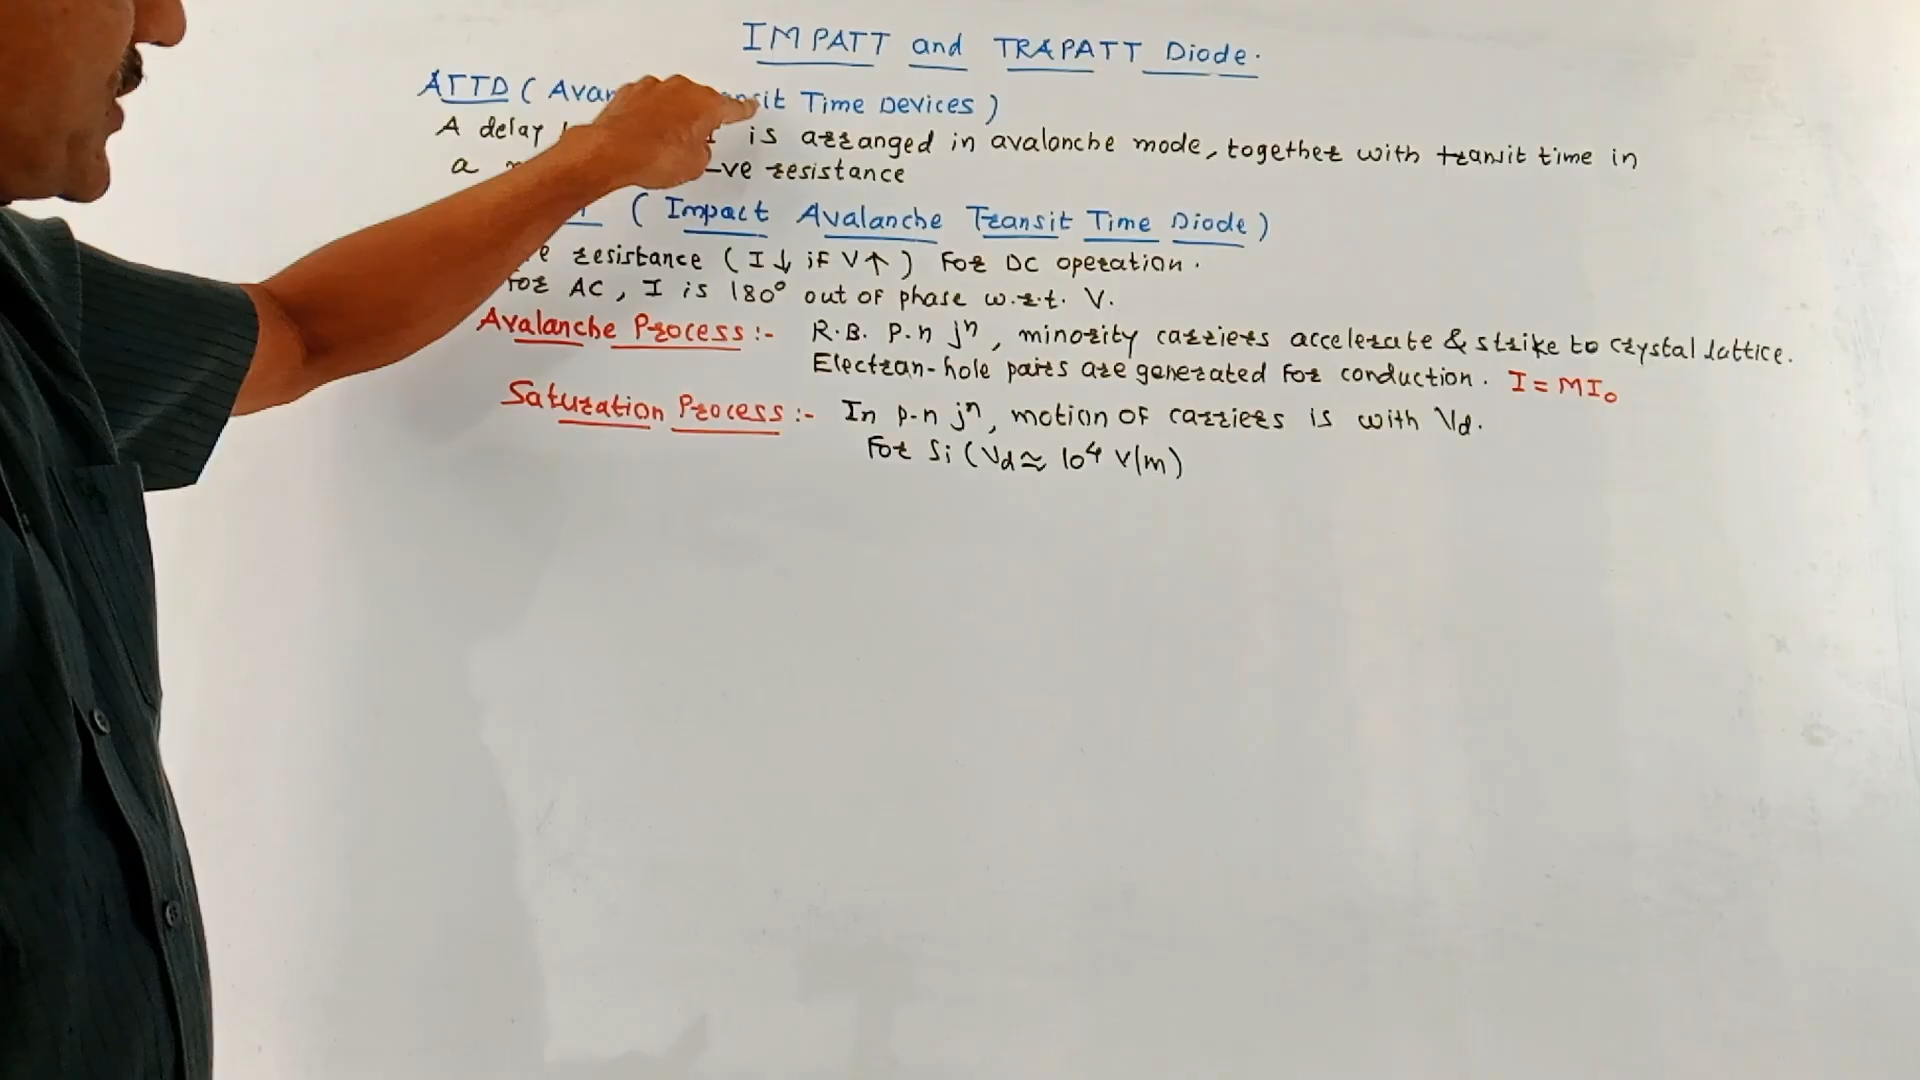 IMPATT and TRAPATT Diode.
ATTD ( Time Devices )
A delay is arranged in avalanche mode, together with transit time in
a -ve resistance
( Impact Avalanche Transit Time Diode )
resistance ( I↓ if V↑ ) For DC operation.
For AC, I is 180° out of phase w.r.t. V.
Avalanche Process :- R.B. p-n jⁿ, minority carriers accelerate & strike to crystal lattice.
Electran-hole pairs are generated for conduction. I = MI₀
Saturation Process :- In p-n jⁿ, motion of carriers is with Vd.
For Si (Vd ≃ 10⁴ V/m)